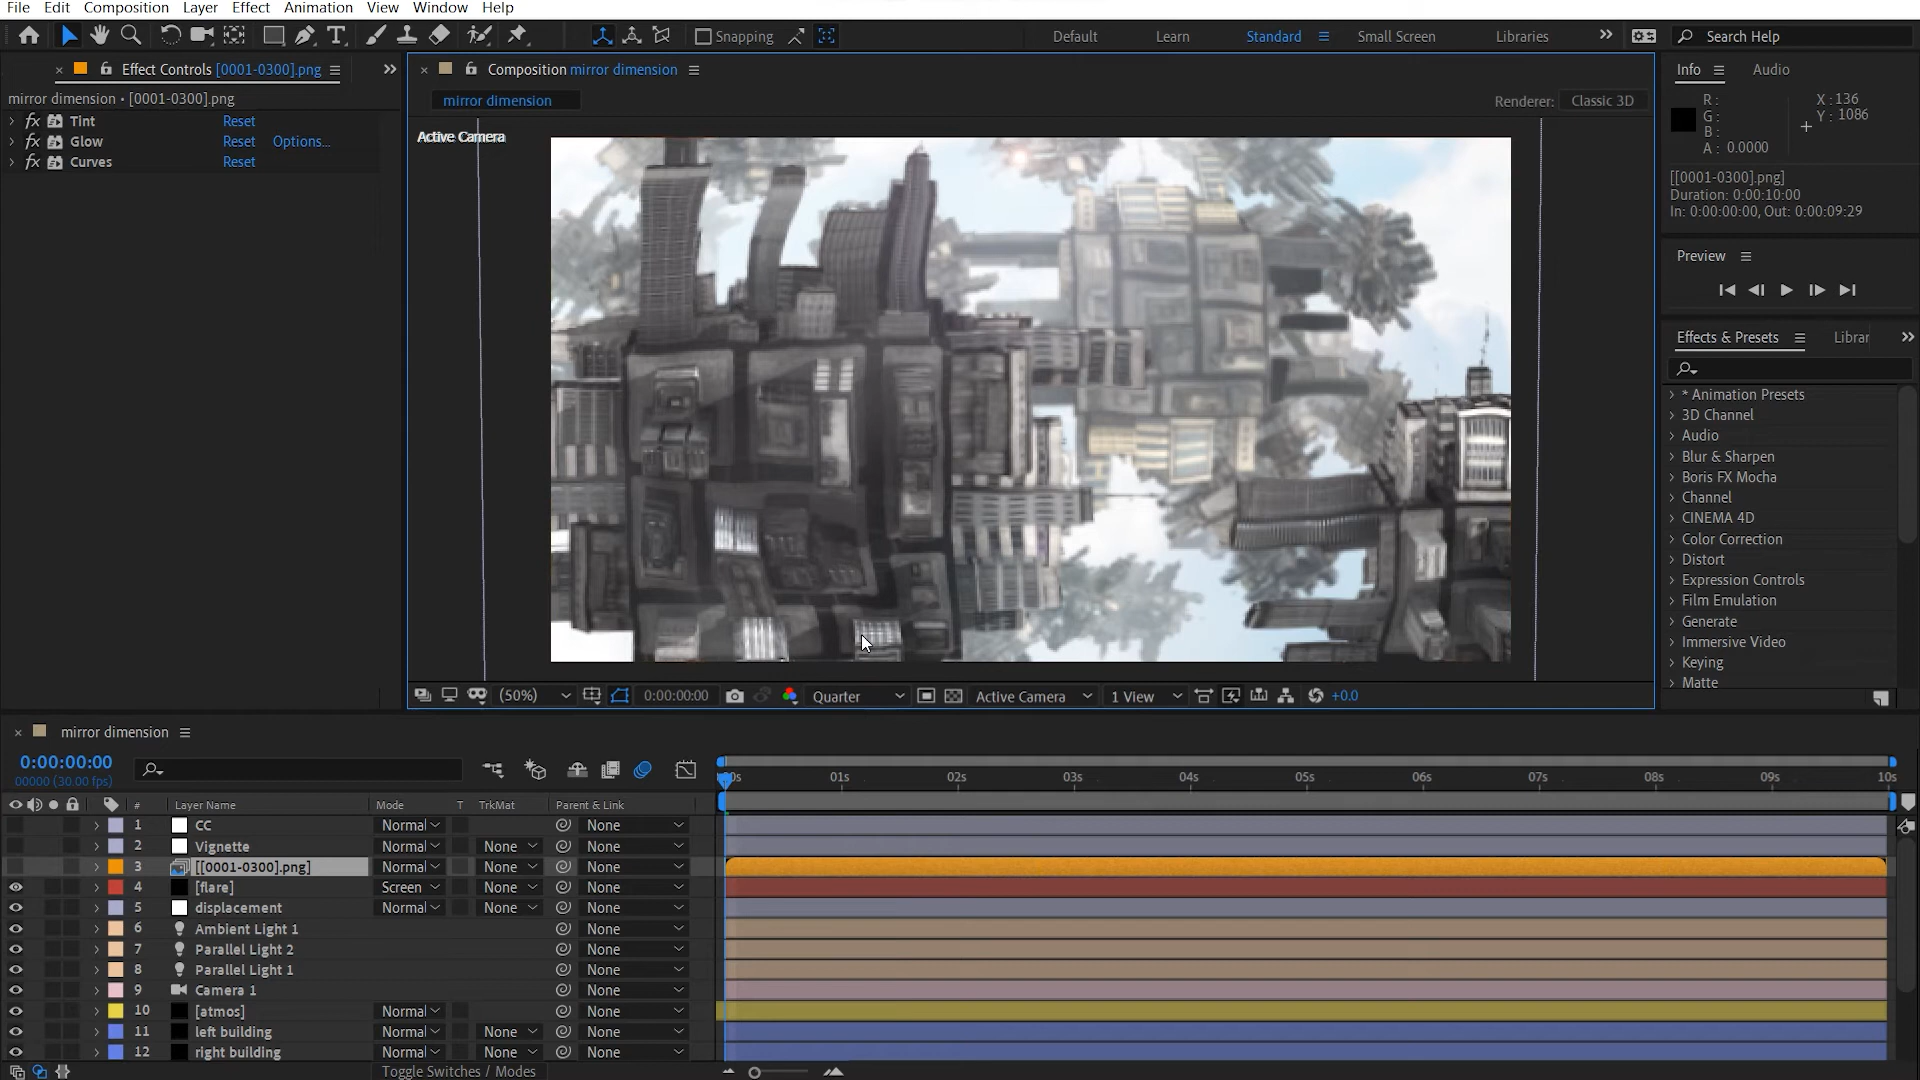 File Edit Composition Layer Effect Animation View Window Help
Snapping Default Learn Standard Small Screen Libraries Search Help
Effect Controls [0001-0300].png
mirror dimension • [0001-0300].png
fx Tint Reset
fx Glow Reset Options...
fx Curves Reset
Composition mirror dimension
mirror dimension
Renderer: Classic 3D
Active Camera
(50%) 0:00:00:00 Quarter Active Camera 1 View +0.0
Info Audio
R: X:136
G: Y: 1086
B:
A: 0.0000
[[0001-0300].png]
Duration: 0:00:10:00
In: 0:00:00:00, Out: 0:00:09:29
Preview
Effects & Presets Librar
* Animation Presets
3D Channel
Audio
Blur & Sharpen
Boris FX Mocha
Channel
CINEMA 4D
Color Correction
Distort
Expression Controls
Film Emulation
Generate
Immersive Video
Keying
Matte
mirror dimension
0:00:00:00
00000 (30.00 fps)
00s 01s 02s 03s 04s 05s 06s 07s 08s 09s 10s
# Layer Name Mode T TrkMat Parent & Link
1 CC Normal None
2 Vignette Normal None None
3 [[0001-0300].png] Normal None None
4 [flare] Screen None None
5 displacement Normal None None
6 Ambient Light 1 None
7 Parallel Light 2 None
8 Parallel Light 1 None
9 Camera 1 None
10 [atmos] Normal None
11 left building Normal None None
12 right building Normal None None
Toggle Switches / Modes